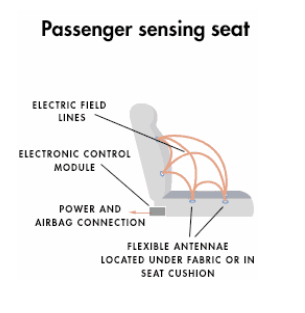 Passenger sensing seat
ELECTRIC FIELD
LINES
ELECTRONIC CONTROL
MODULE
POWER AND
AIRBAG CONNECTION
FLEXIBLE ANTENNAE
LOCATED UNDER FABRIC OR IN
SEAT CUSHION